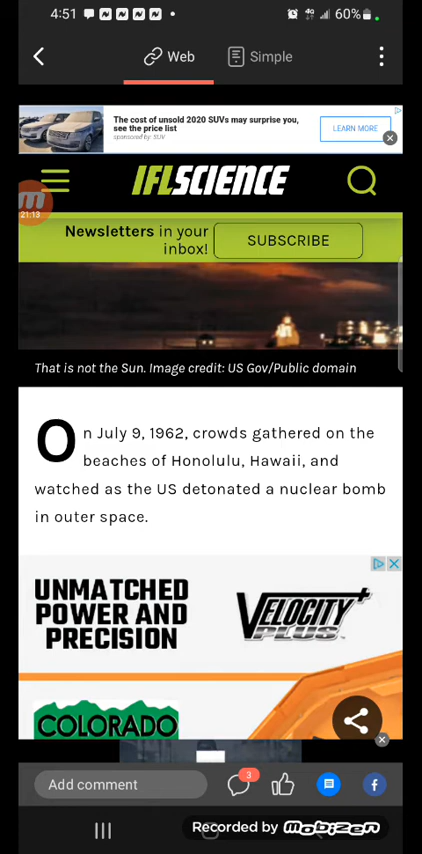 4:51
4G
60%
Web
Simple
The cost of unsold 2020 SUVs may surprise you,
see the price list
sponsored by: SUV
LEARN MORE
IFLSCIENCE
21:13
Newsletters in your
inbox!
SUBSCRIBE
That is not the Sun. Image credit: US Gov/Public domain
On July 9, 1962, crowds gathered on the
beaches of Honolulu, Hawaii, and
watched as the US detonated a nuclear bomb
in outer space.
UNMATCHED
POWER AND
PRECISION
VELOCITY+
PLUS™
COLORADO
Add comment
3
Recorded by Mobizen